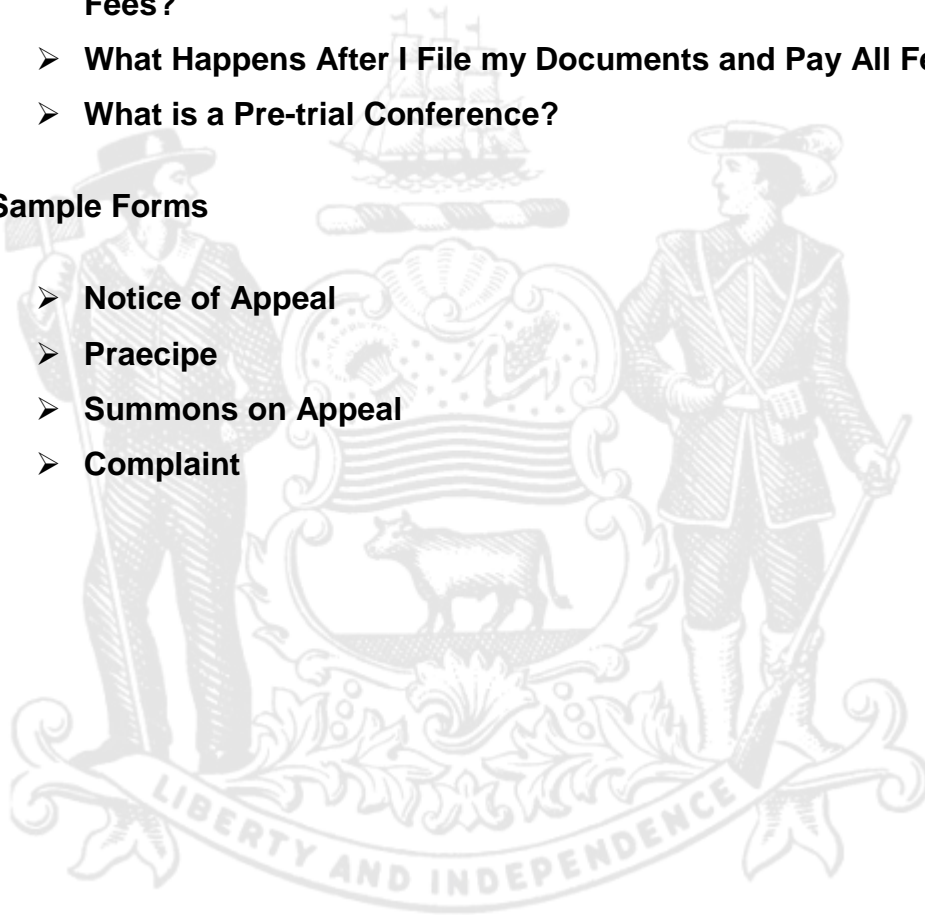 Fees?
➢ What Happens After I File my Documents and Pay All Fe
➢ What is a Pre-trial Conference?
Sample Forms
➢ Notice of Appeal
➢ Praecipe
➢ Summons on Appeal
➢ Complaint
LIBERTY AND INDEPENDENCE